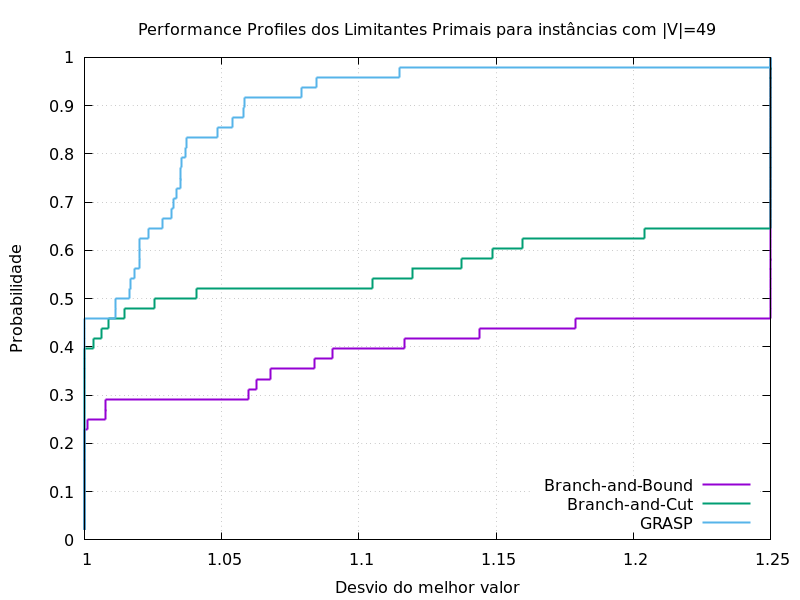 Performance Profiles dos Limitantes Primais para instâncias com |V|=49
1
0.9
0.8
0.7
0.6
0.5
0.4
0.3
0.2
0.1
0
Probabilidade
Branch-and-Bound
Branch-and-Cut
GRASP
1 1.05 1.1 1.15 1.2 1.25
Desvio do melhor valor